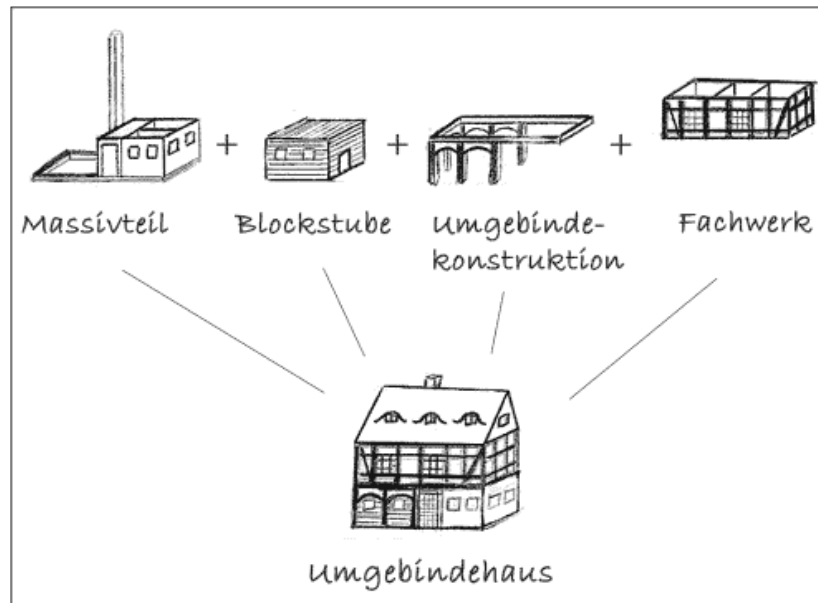 + + +
Massivteil Blockstube Umgebinde- Fachwerk
konstruktion
Umgebindehaus